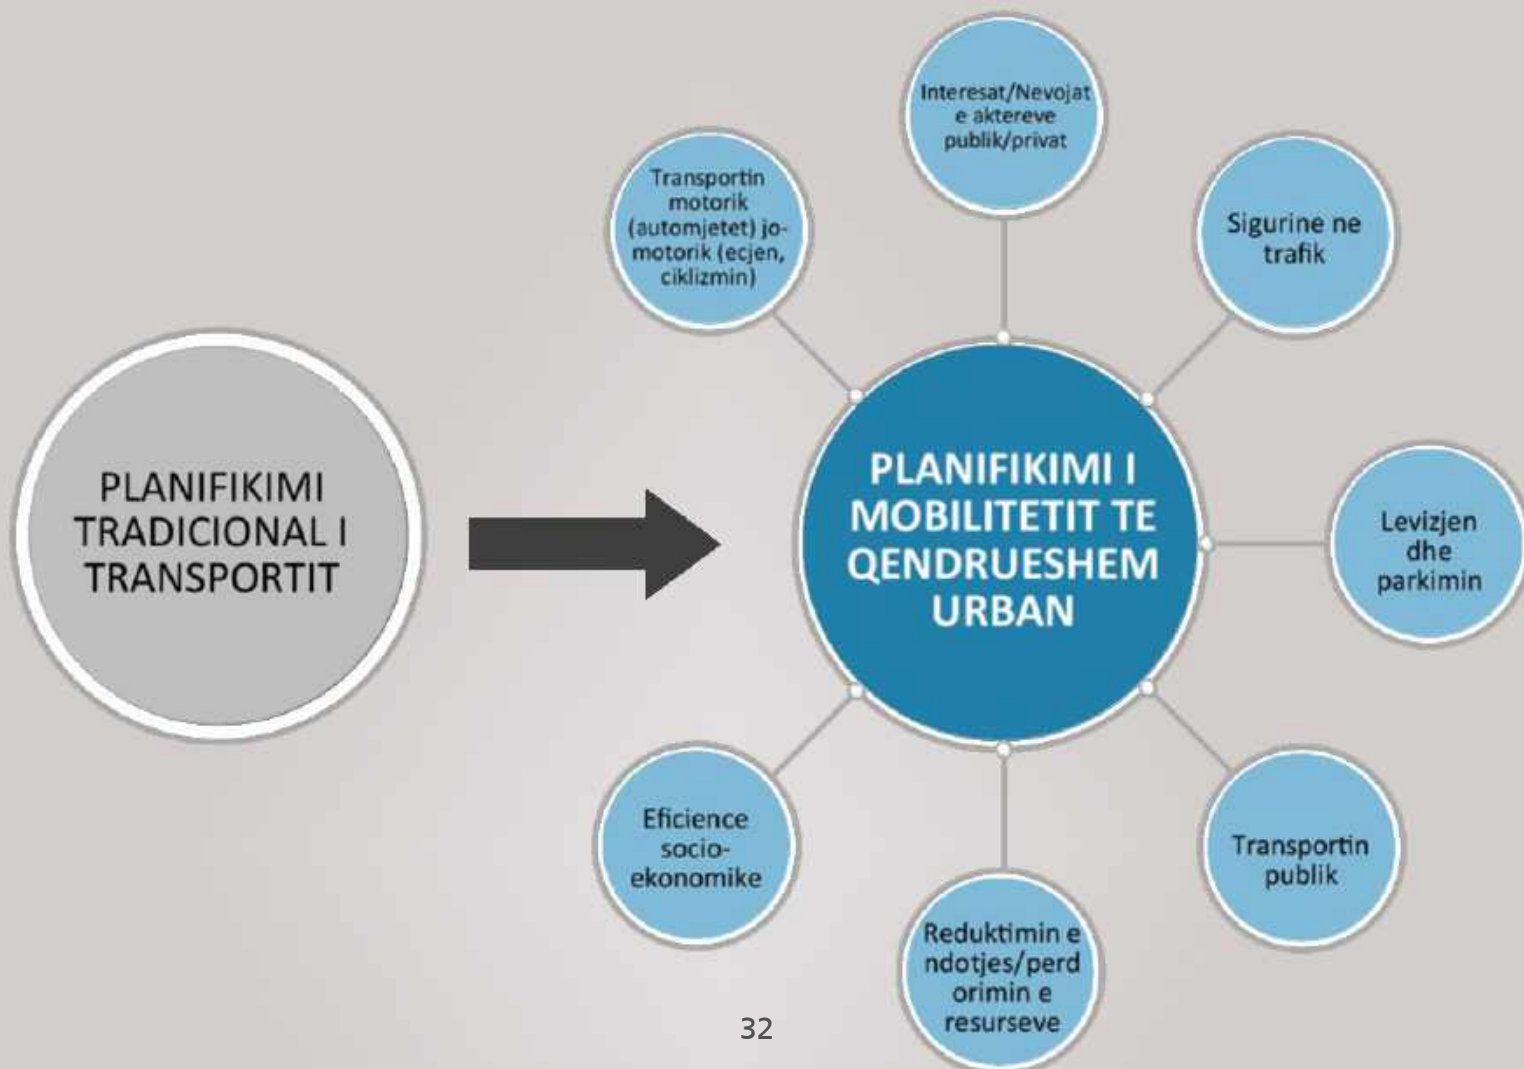 PLANIFIKIMI
TRADICIONAL I
TRANSPORTIT
PLANIFIKIMI I
MOBILITETIT TE
QENDRUESHEM
URBAN
Interesat/Nevojat
e aktereve
publik/privat
Sigurine ne
trafik
Levizjen
dhe
parkimin
Transportin
publik
Reduktimin e
ndotjes/perd
orimin e
resurseve
Eficience
socio-
ekonomike
Transportin
motorik
(automjetet) jo-
motorik (ecjen,
ciklizmin)
32